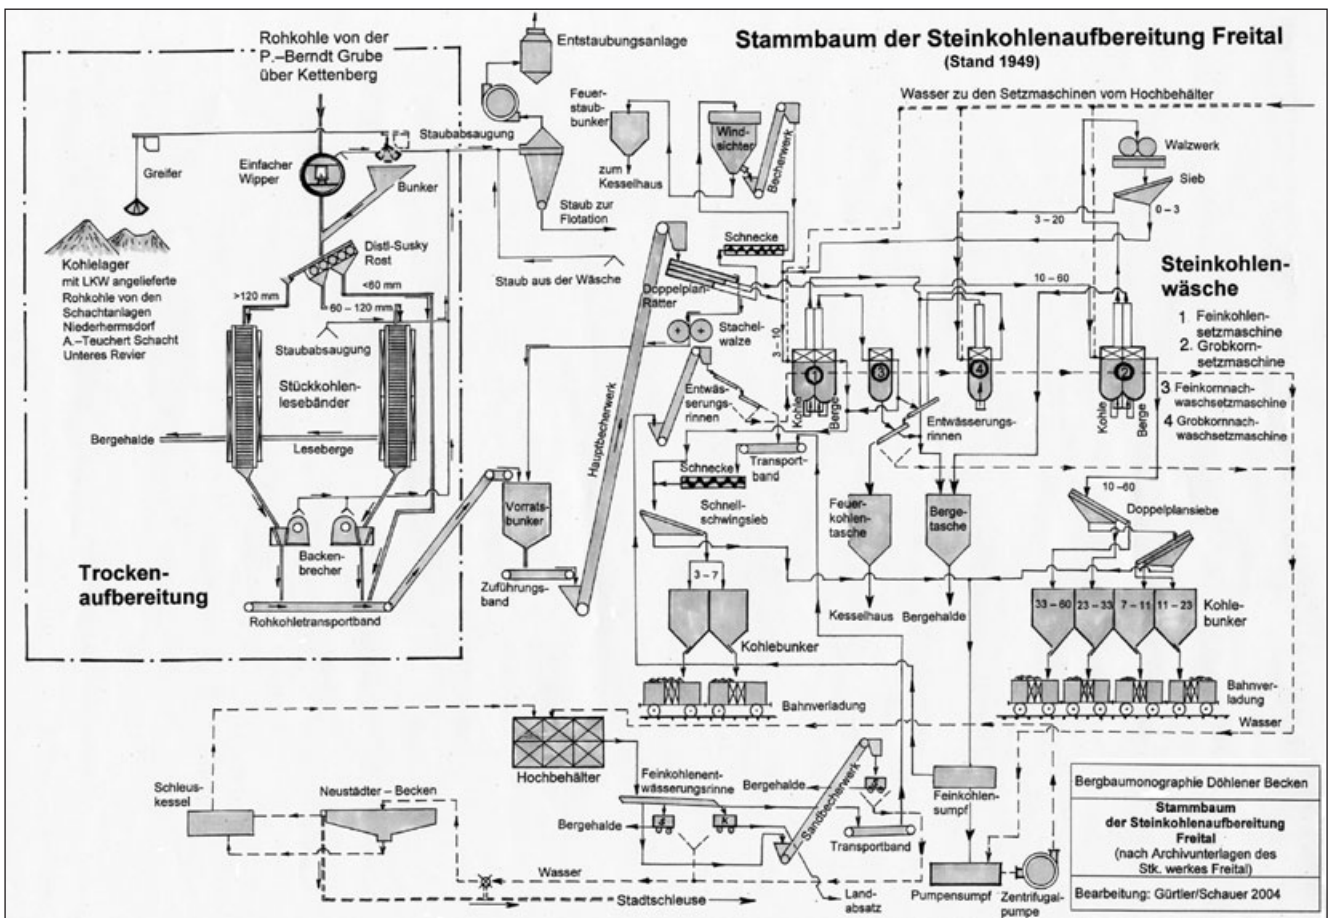 Stammbaum der Steinkohlenaufbereitung Freital
(Stand 1949)
Rohkohle von der
P.–Berndt Grube
über Kettenberg
Entstaubungsanlage
Feuer-
staub-
bunker
Wind-
sichter
Becherwerk
zum
Kesselhaus
Wasser zu den Setzmaschinen vom Hochbehälter
Walzwerk
Sieb
0 – 3
3 – 20
Staubabsaugung
Greifer
Einfacher
Wipper
Bunker
Staub zur
Flotation
Kohlelager
mit LKW angelieferte
Rohkohle von den
Schachtanlagen
Niederhermsdorf
A.–Teuchert Schacht
Unteres Revier
Distl-Susky
Rost
>120 mm
60 – 120 mm
<60 mm
Staubabsaugung
Staub aus der Wäsche
Schnecke
Doppelplan-
Rätter
Stachel-
walze
10 – 60
3 – 10
Steinkohlen-
wäsche
1. Feinkohlen-
setzmaschine
2. Grobkorn-
setzmaschine
3 Feinkornnach-
waschsetzmaschine
4 Grobkornnach-
waschsetzmaschine
1
3
4
2
Kohle
Berge
Kohle
Berge
Stückkohlen-
lesebänder
Bergehalde
Leseberge
Hauptbecherwerk
Entwäs-
serungs-
rinnen
Entwässerungs-
rinnen
Transport-
band
Schnecke
Schnell-
schwingsieb
Vorrats-
bunker
Feuer-
kohlen-
tasche
Berge-
tasche
10–60
Doppelplansiebe
Backen-
brecher
Trocken-
aufbereitung
Rohkohletransportband
Zuführungs-
band
3 – 7
Kesselhaus
Bergehalde
33 – 60
23 – 33
7 – 11
11 – 23
Kohle-
bunker
Kohlebunker
Bahnverladung
Bahnver-
ladung
Wasser
Hochbehälter
Schleus-
kessel
Neustädter – Becken
Feinkohlenent-
wässerungsrinne
Bergehalde
Bergehalde
Sandbecherwerk
Transportband
Feinkohlen-
sumpf
Wasser
Stadtschleuse
Land-
absatz
Pumpensumpf
Zentrifugal-
pumpe
Bergbaumonographie Döhlener Becken
Stammbaum
der Steinkohlenaufbereitung
Freital
(nach Archivunterlagen des
Stk. werkes Freital)
Bearbeitung: Gürtler/Schauer 2004